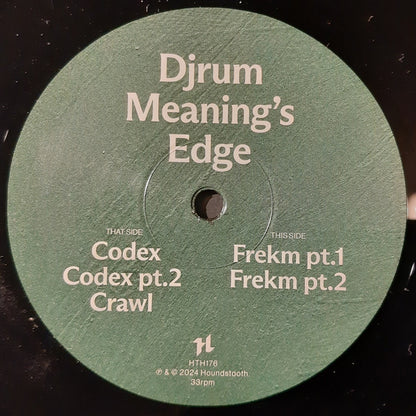 Djrum
Meaning's
Edge
THAT SIDE
Codex
Codex pt.2
Crawl
THIS SIDE
Frekm pt.1
Frekm pt.2
H
HTH176
℗ & © 2024 Houndstooth.
33rpm